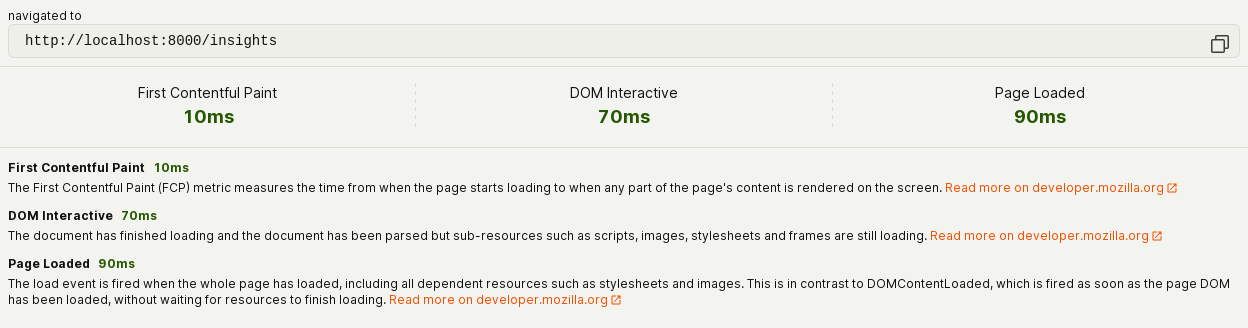 navigated to
http://localhost:8000/insights
First Contentful Paint
10ms
DOM Interactive
70ms
Page Loaded
90ms
First Contentful Paint 10ms
The First Contentful Paint (FCP) metric measures the time from when the page starts loading to when any part of the page's content is rendered on the screen. Read more on developer.mozilla.org
DOM Interactive 70ms
The document has finished loading and the document has been parsed but sub-resources such as scripts, images, stylesheets and frames are still loading. Read more on developer.mozilla.org
Page Loaded 90ms
The load event is fired when the whole page has loaded, including all dependent resources such as stylesheets and images. This is in contrast to DOMContentLoaded, which is fired as soon as the page DOM
has been loaded, without waiting for resources to finish loading. Read more on developer.mozilla.org